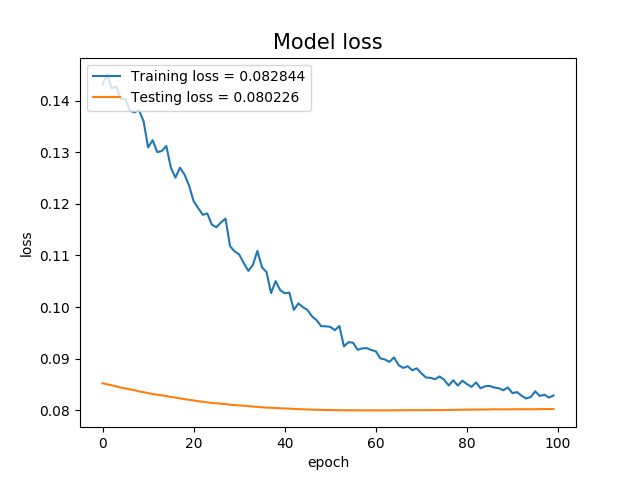 Model loss
Training loss = 0.082844
Testing loss = 0.080226
0.14
0.13
0.12
0.11
0.10
0.09
0.08
loss
0 20 40 60 80 100
epoch